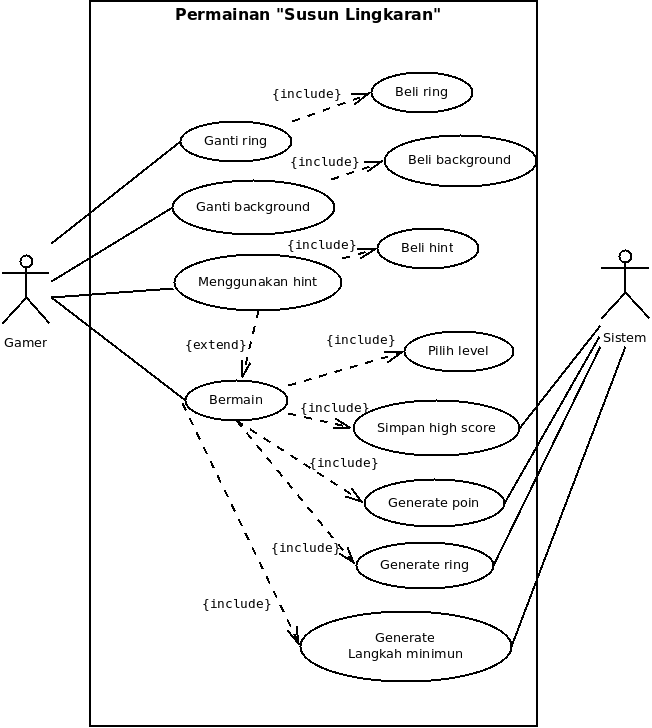 Permainan "Susun Lingkaran"
{include}
Beli ring
Ganti ring
{include}
Beli background
Ganti background
{include}
Beli hint
Menggunakan hint
Gamer
Sistem
{extend}
{include}
Pilih level
Bermain
{include}
Simpan high score
{include}
Generate poin
{include}
Generate ring
{include}
Generate
Langkah minimun